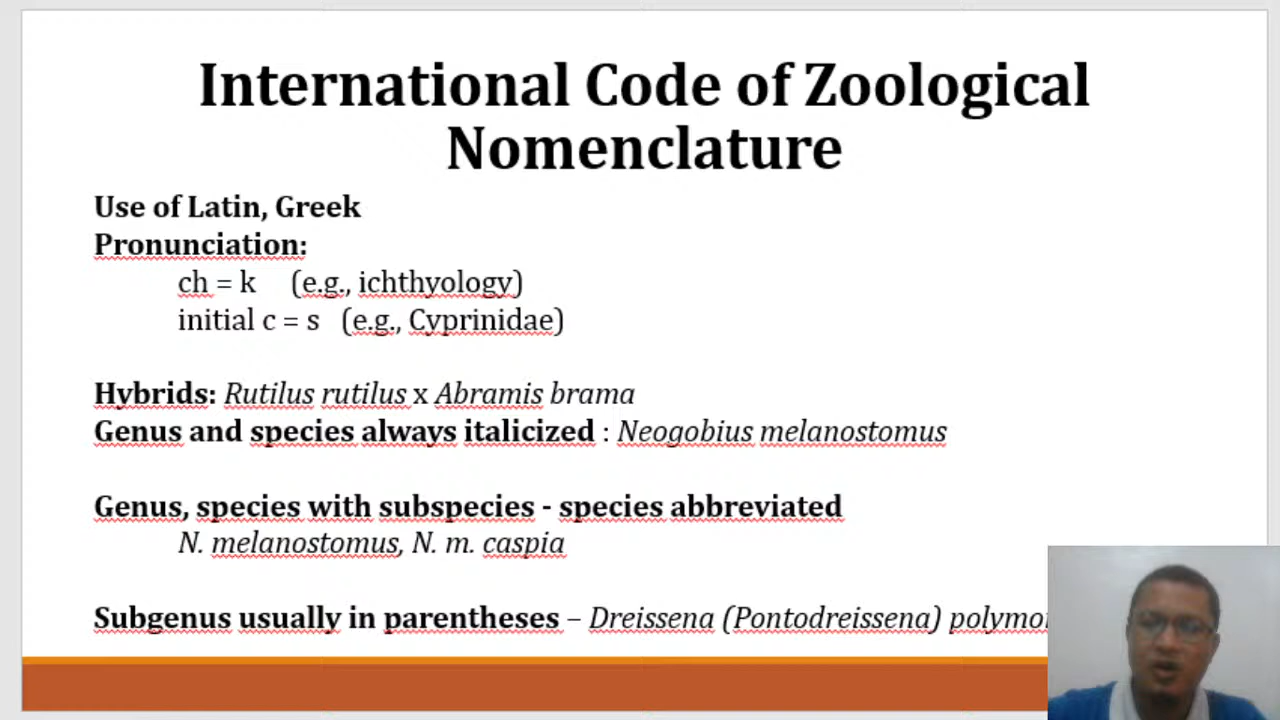 International Code of Zoological
Nomenclature
Use of Latin, Greek
Pronunciation:
ch = k (e.g., ichthyology)
initial c = s (e.g., Cyprinidae)
Hybrids: Rutilus rutilus x Abramis brama
Genus and species always italicized : Neogobius melanostomus
Genus, species with subspecies - species abbreviated
N. melanostomus, N. m. caspia
Subgenus usually in parentheses – Dreissena (Pontodreissena)